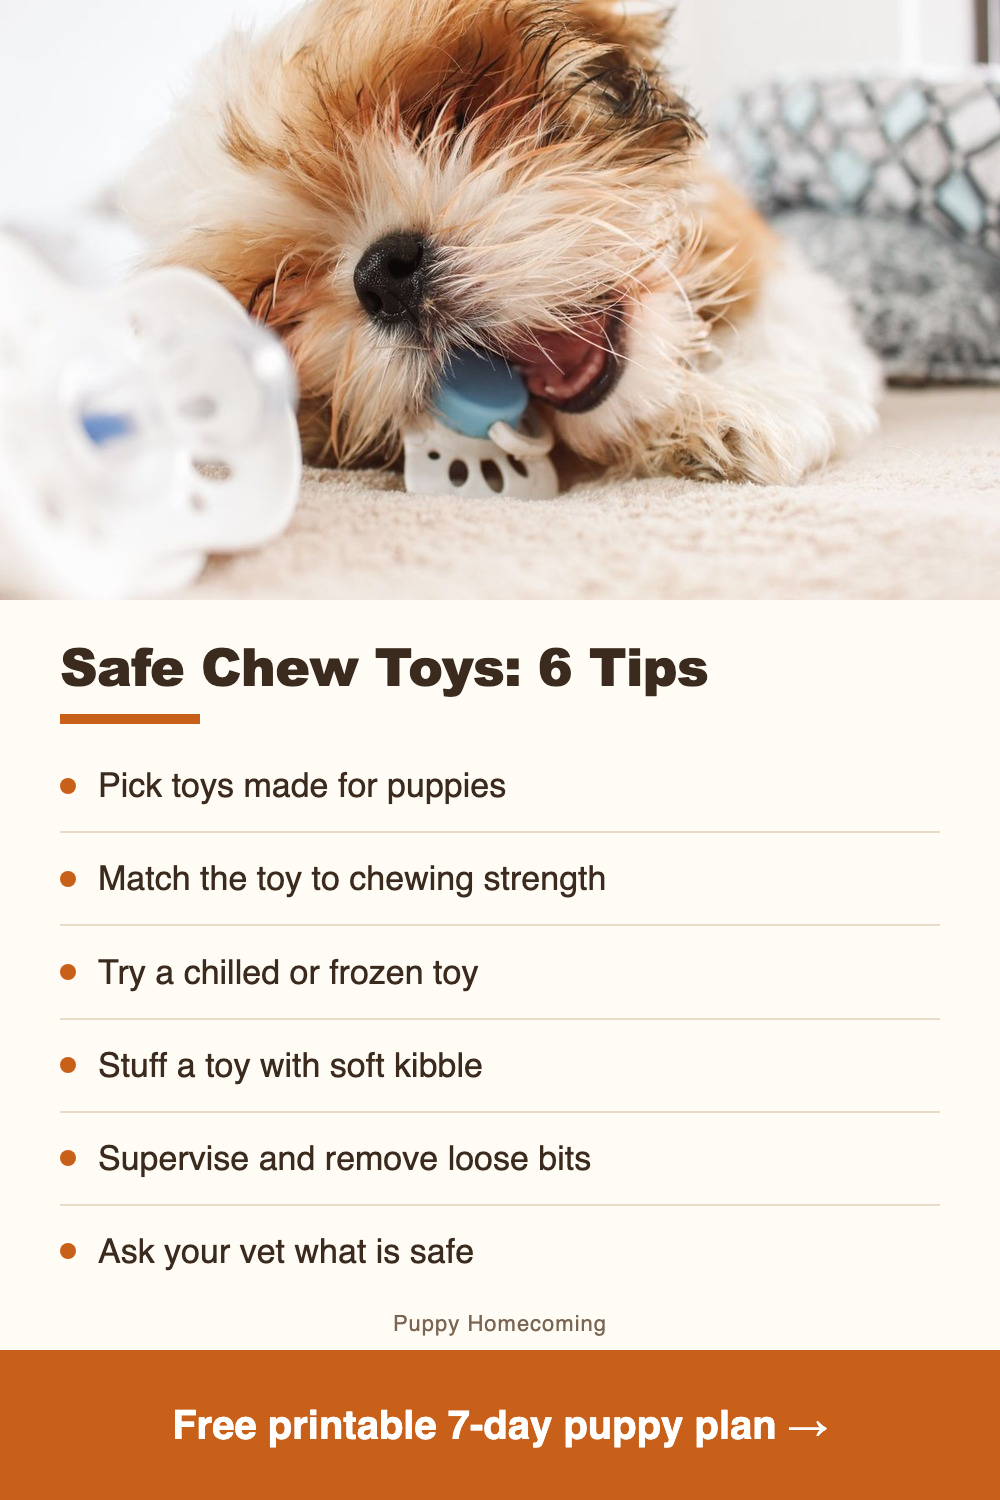 Safe Chew Toys: 6 Tips
Pick toys made for puppies
Match the toy to chewing strength
Try a chilled or frozen toy
Stuff a toy with soft kibble
Supervise and remove loose bits
Ask your vet what is safe
Puppy Homecoming
Free printable 7-day puppy plan →